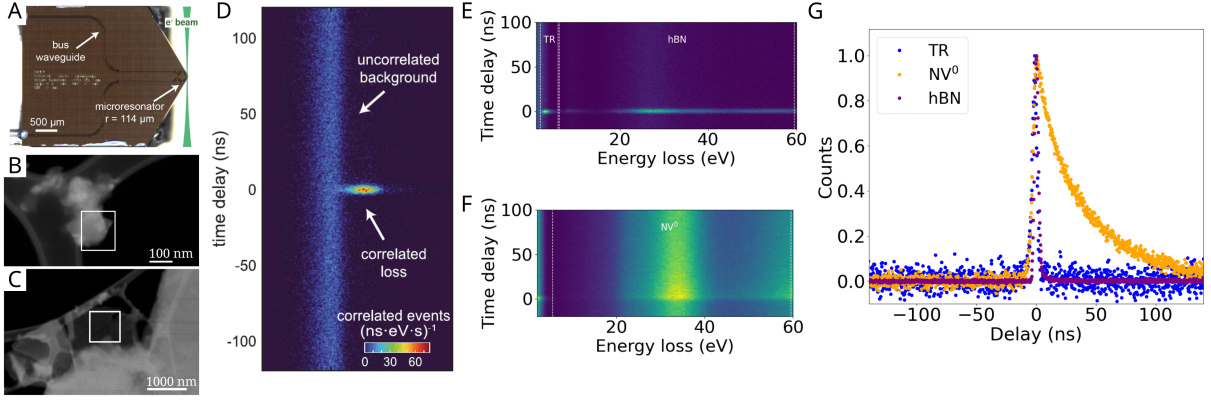 A
e⁻ beam
bus
waveguide
microresonator
r = 114 µm
500 µm
B
100 nm
C
1000 nm
D
time delay (ns)
100
50
0
-50
-100
uncorrelated
background
correlated
loss
correlated events
(ns·eV·s)⁻¹
0 30 60
E
Time delay (ns)
100
50
0
TR
hBN
20 40 60
Energy loss (eV)
F
Time delay (ns)
100
50
0
NV⁰
20 40 60
Energy loss (eV)
G
Counts
1.0
0.8
0.6
0.4
0.2
0.0
TR
NV⁰
hBN
−100 −50 0 50 100
Delay (ns)